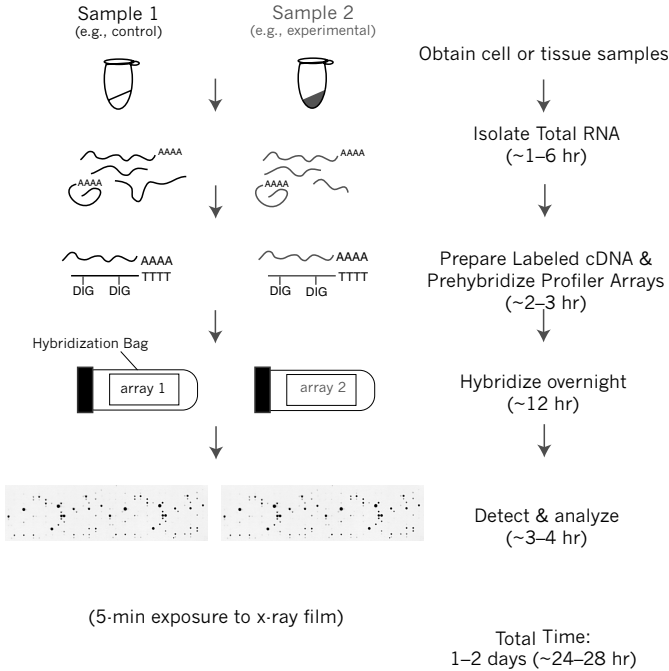 Sample 1
(e.g., control)
Sample 2
(e.g., experimental)
Obtain cell or tissue samples
Isolate Total RNA
(~1–6 hr)
AAAA
AAAA
AAAA
AAAA
Prepare Labeled cDNA &
Prehybridize Profiler Arrays
(~2–3 hr)
AAAA
TTTT
DIG DIG
AAAA
TTTT
DIG DIG
Hybridization Bag
array 1
array 2
Hybridize overnight
(~12 hr)
Detect & analyze
(~3–4 hr)
(5-min exposure to x-ray film)
Total Time:
1–2 days (~24–28 hr)